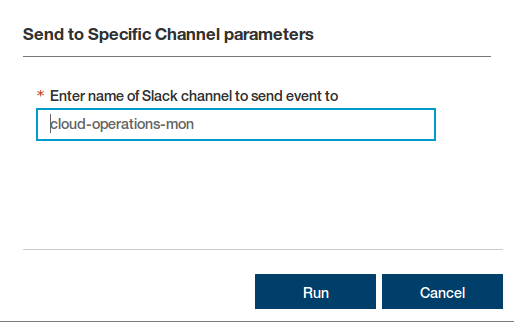 Send to Specific Channel parameters
* Enter name of Slack channel to send event to
cloud-operations-mon
Run
Cancel